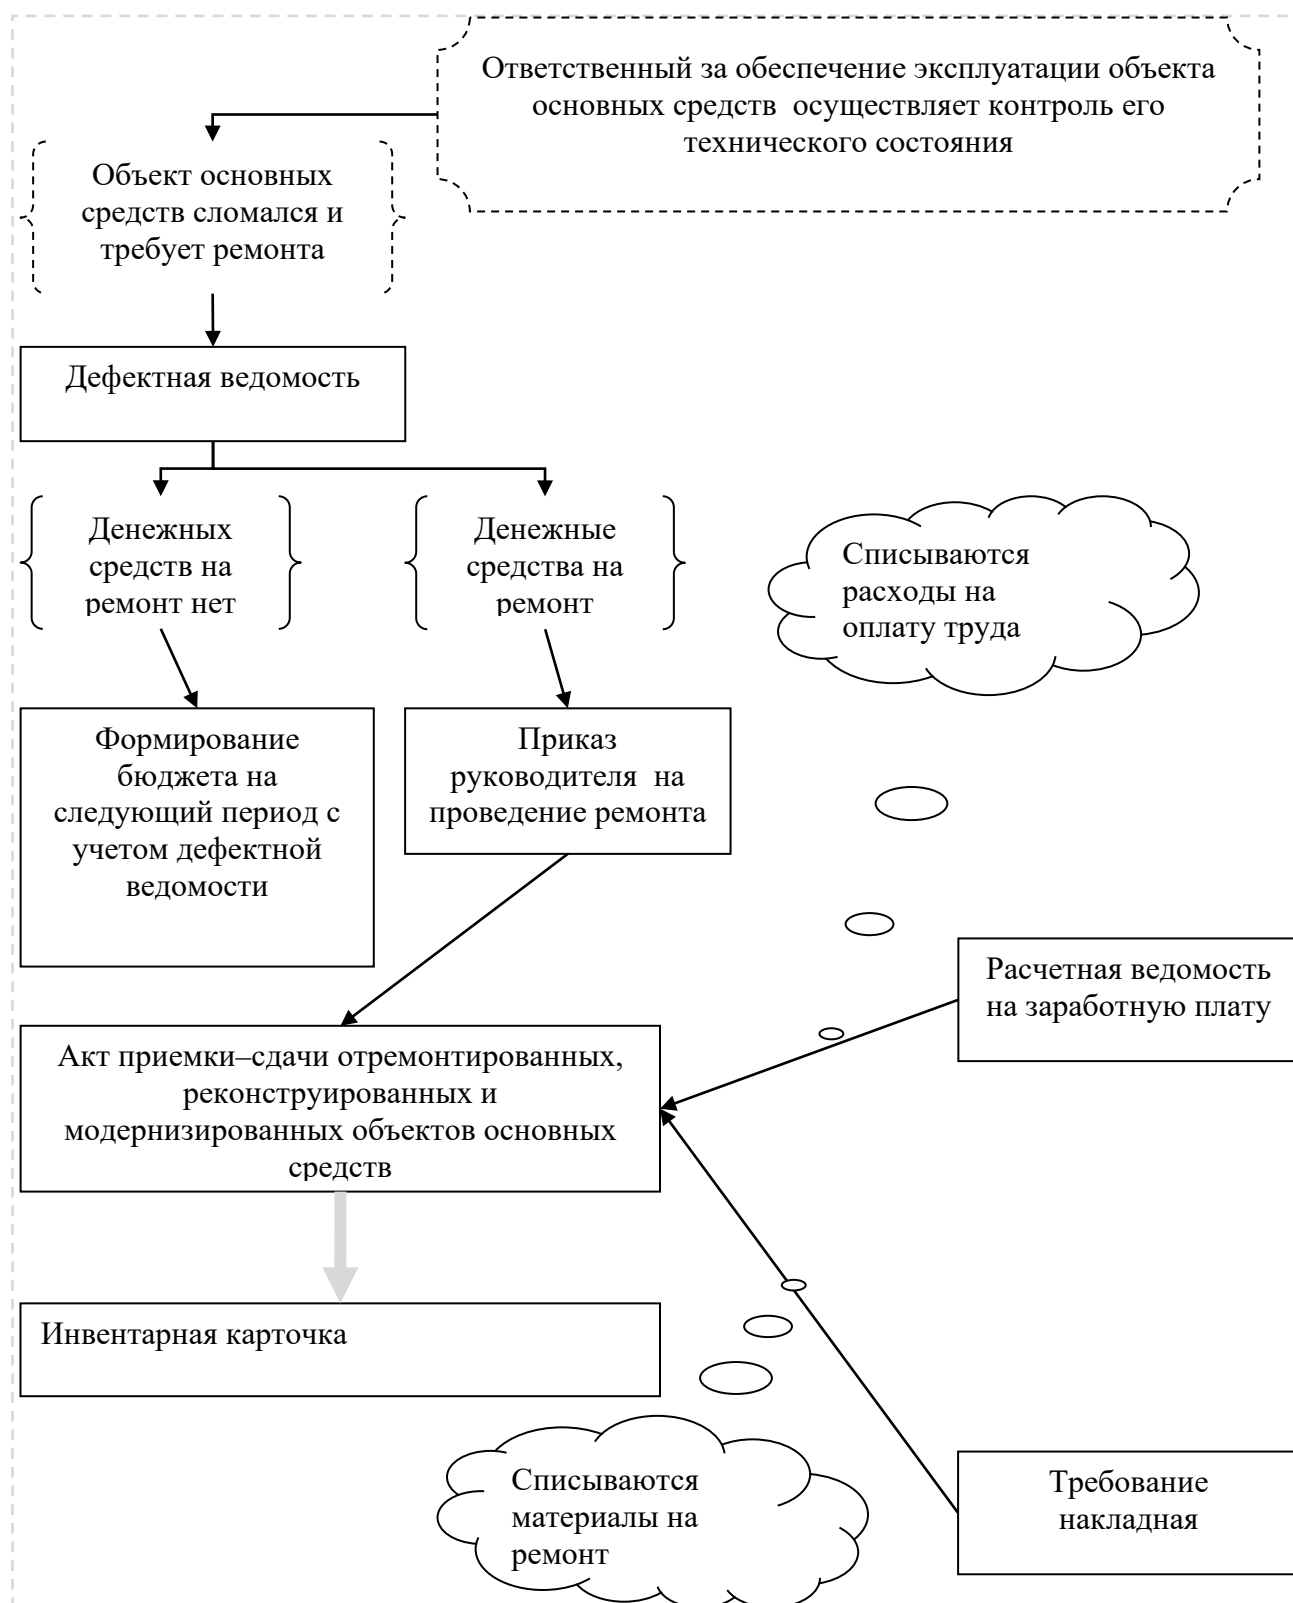 Ответственный за обеспечение эксплуатации объекта
основных средств  осуществляет контроль его
технического состояния
Объект основных
средств сломался и
требует ремонта
Дефектная ведомость
Денежных
средств на
ремонт нет
Денежные
средства на
ремонт
Списываются
расходы на
оплату труда
Формирование
бюджета на
следующий период с
учетом дефектной
ведомости
Приказ
руководителя  на
проведение ремонта
Расчетная ведомость
на заработную плату
Акт приемки–сдачи отремонтированных,
реконструированных и
модернизированных объектов основных
средств
Инвентарная карточка
Списываются
материалы на
ремонт
Требование
накладная